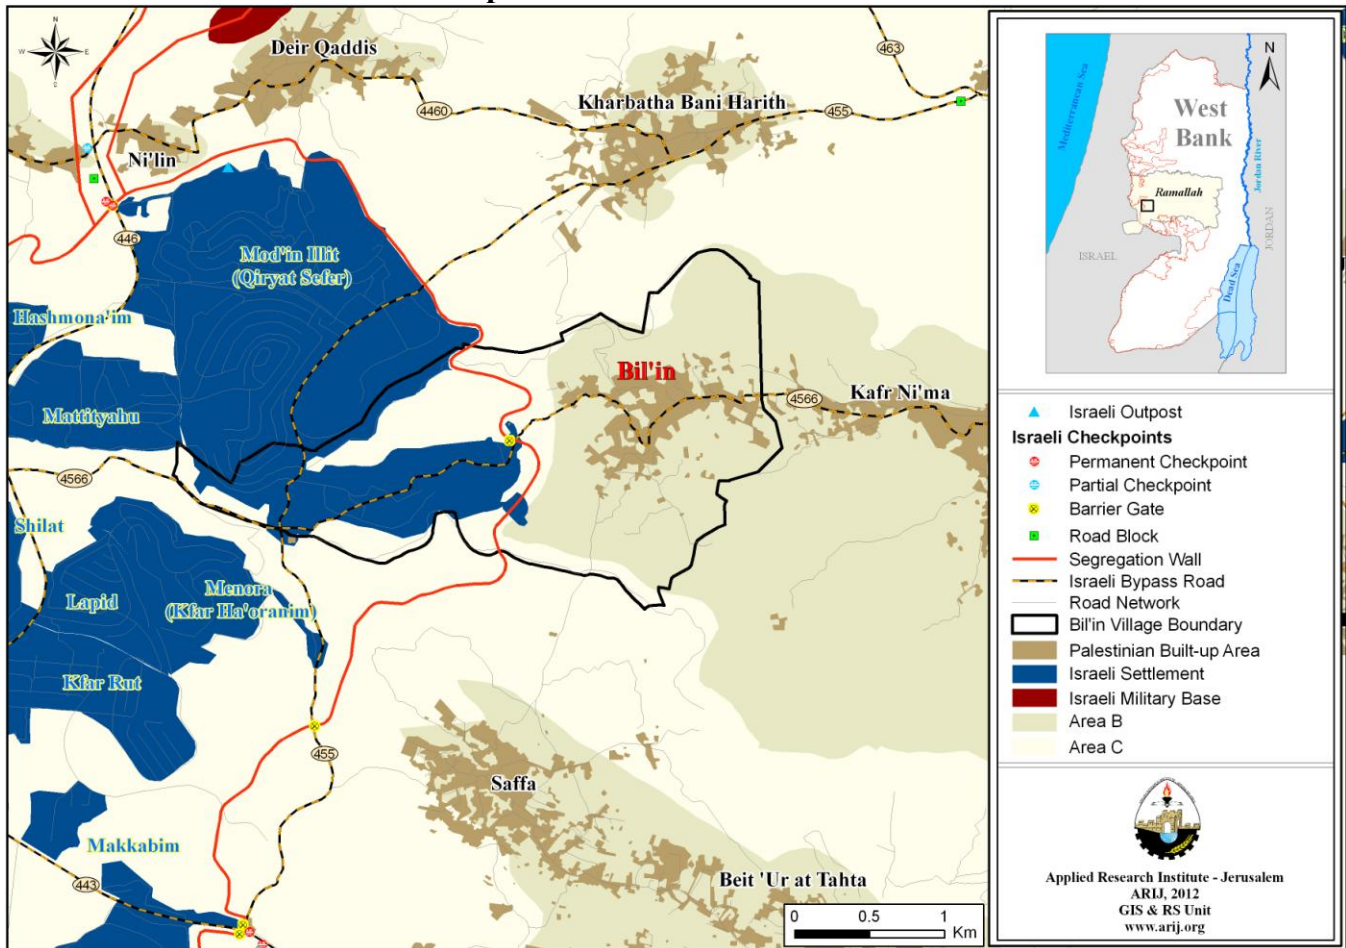 Deir Qaddis
463
Kharbatha Bani Harith
455
4460
Ni'lin
446
Mod'in Illit
(Qiryat Sefer)
Hashmona'im
Bil'in
Kafr Ni'ma
4566
Mattityahu
4566
Shilat
Lapid
Menora
(Kfar Ha'oranim)
Kfar Rut
455
Saffa
Makkabim
443
Beit 'Ur at Tahta
0 0.5 1
Km
N
W
E
N
Mediterranean Sea
West
Bank
Jordan River
Ramallah
ISRAEL
JORDAN
Dead Sea
Israeli Outpost
Israeli Checkpoints
Permanent Checkpoint
Partial Checkpoint
Barrier Gate
Road Block
Segregation Wall
Israeli Bypass Road
Road Network
Bil'in Village Boundary
Palestinian Built-up Area
Israeli Settlement
Israeli Military Base
Area B
Area C
Applied Research Institute - Jerusalem
ARIJ, 2012
GIS & RS Unit
www.arij.org